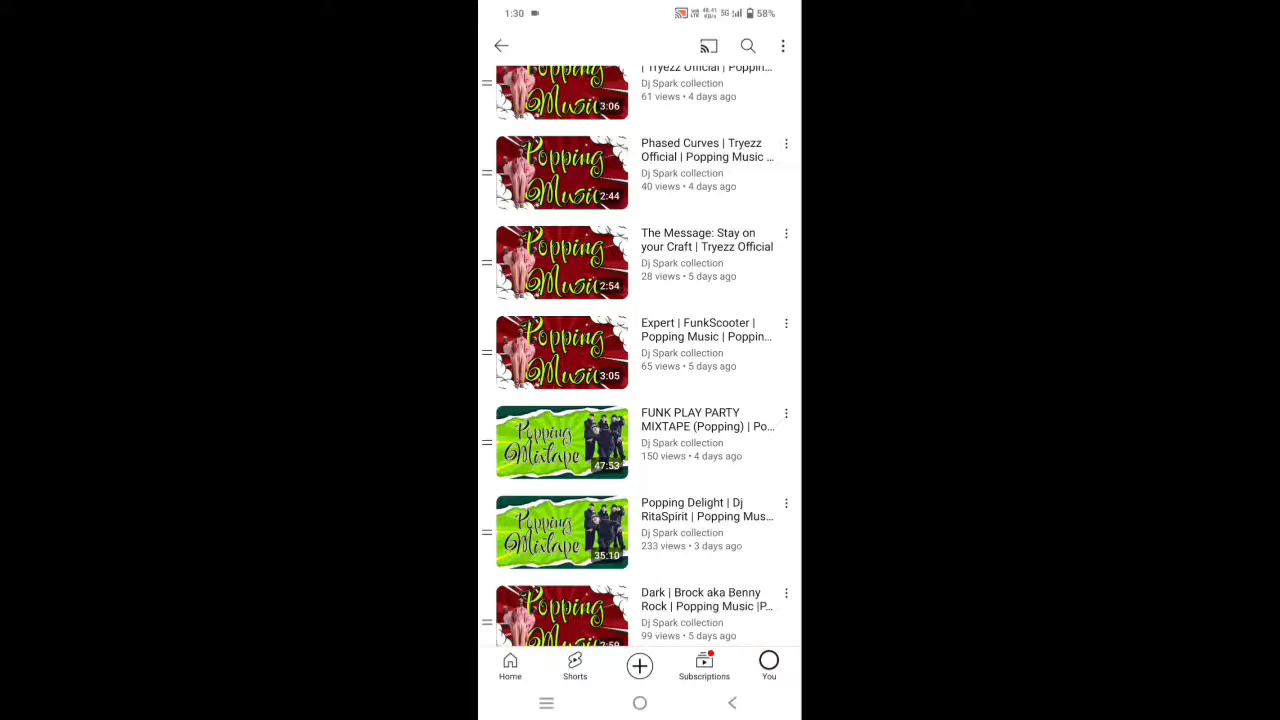 1:30
5G
58%
Popping
Music
3:06
| Tryezz Official | Poppin...
Dj Spark collection
61 views • 4 days ago
Popping
Music
2:44
Phased Curves | Tryezz
Official | Popping Music ...
Dj Spark collection
40 views • 4 days ago
Popping
Music
2:54
The Message: Stay on
your Craft | Tryezz Official
Dj Spark collection
28 views • 5 days ago
Popping
Music
3:05
Expert | FunkScooter |
Popping Music | Poppin...
Dj Spark collection
65 views • 5 days ago
Popping
Mixtape
47:53
FUNK PLAY PARTY
MIXTAPE (Popping) | Po...
Dj Spark collection
150 views • 4 days ago
Popping
Mixtape
35:10
Popping Delight | Dj
RitaSpirit | Popping Mus...
Dj Spark collection
233 views • 3 days ago
Popping
Music
Dark | Brock aka Benny
Rock | Popping Music |P...
Dj Spark collection
99 views • 5 days ago
Home
Shorts
Subscriptions
You